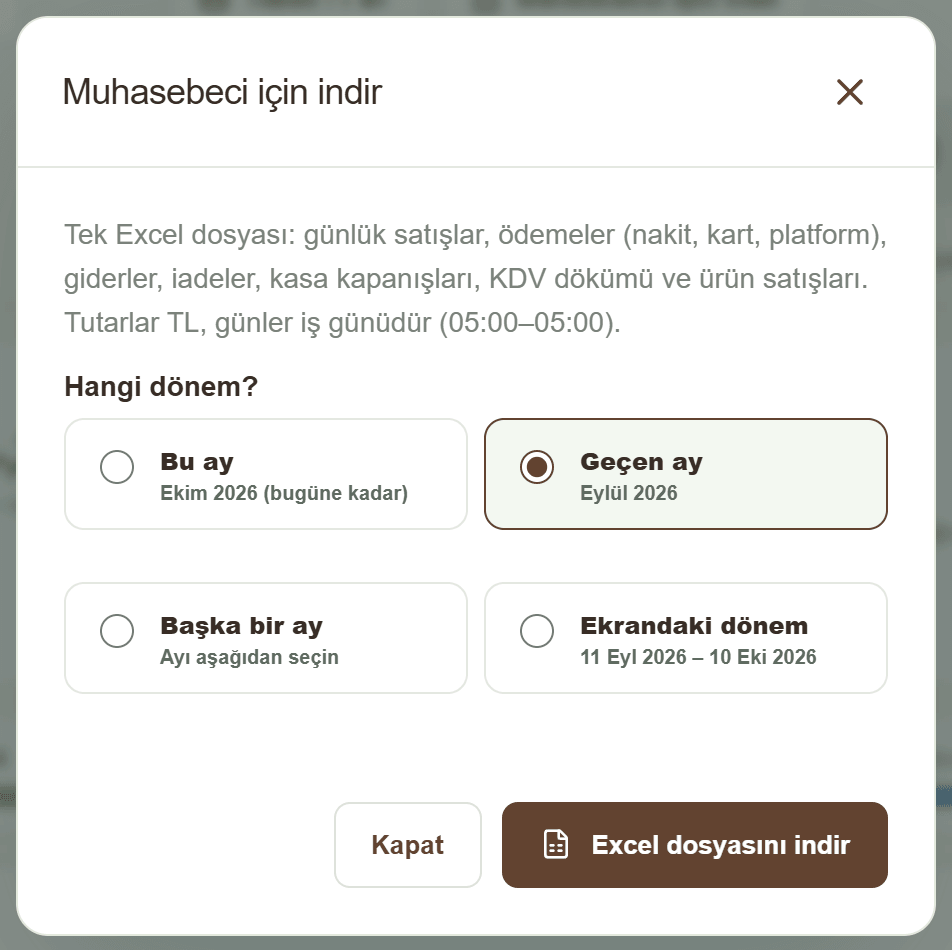 Muhasebeci için indir
Tek Excel dosyası: günlük satışlar, ödemeler (nakit, kart, platform),
giderler, iadeler, kasa kapanışları, KDV dökümü ve ürün satışları.
Tutarlar TL, günler iş günüdür (05:00–05:00).
Hangi dönem?
Bu ay
Ekim 2026 (bugüne kadar)
Geçen ay
Eylül 2026
Başka bir ay
Ayı aşağıdan seçin
Ekrandaki dönem
11 Eyl 2026 – 10 Eki 2026
Kapat
Excel dosyasını indir